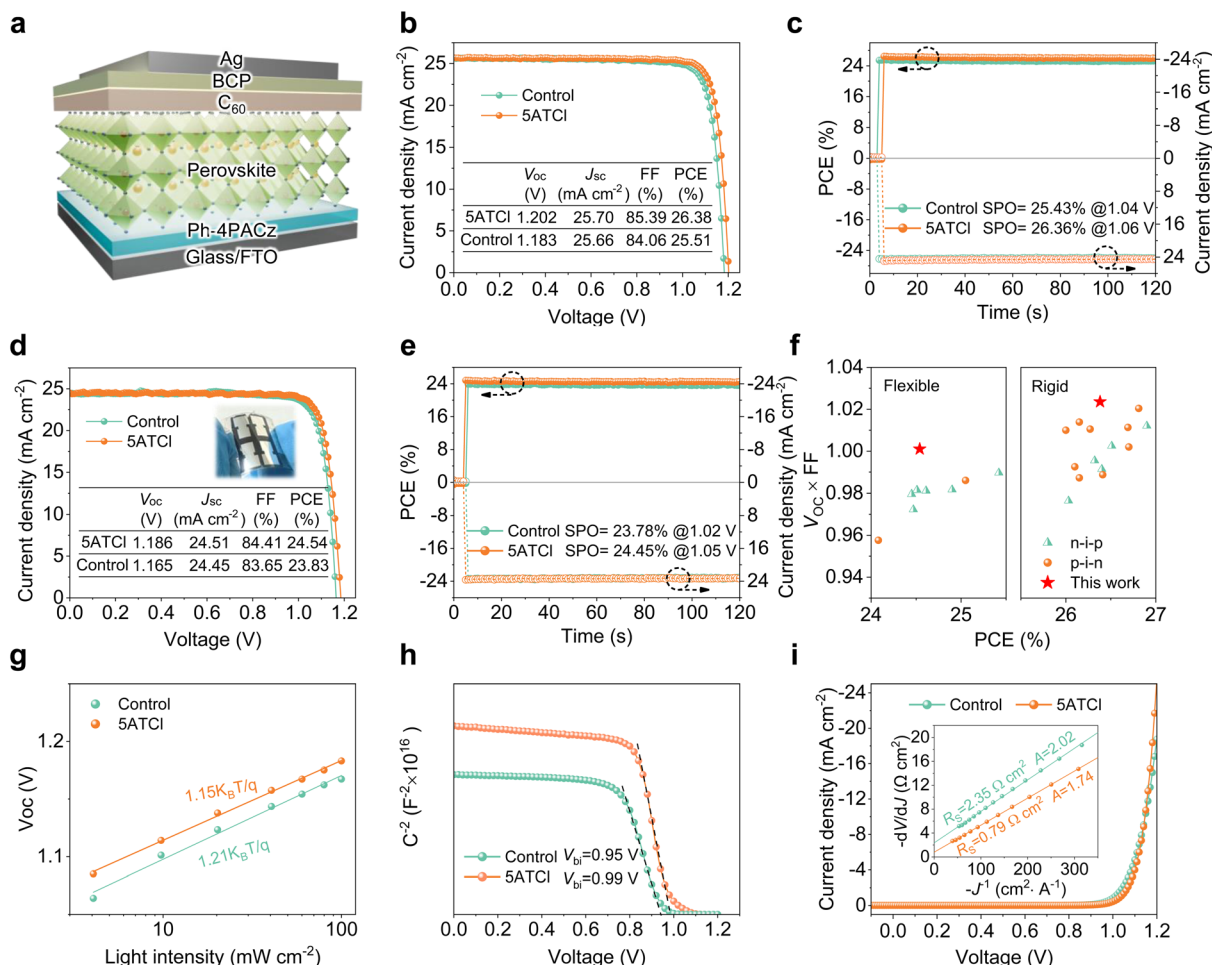 a
Ag
BCP
C60
Perovskite
Ph-4PACz
Glass/FTO
b
Current density (mA cm-2)
25
20
15
10
5
0
Control
5ATCl
Voc Jsc FF PCE
(V) (mA cm-2) (%) (%)
5ATCl 1.202 25.70 85.39 26.38
Control 1.183 25.66 84.06 25.51
0.0 0.2 0.4 0.6 0.8 1.0 1.2
Voltage (V)
c
PCE (%)
24
16
8
0
-8
-16
-24
Control SPO= 25.43% @1.04 V
5ATCl SPO= 26.36% @1.06 V
-24
-16
-8
0
8
16
24
Current density (mA cm-2)
0 20 40 60 80 100 120
Time (s)
d
Current density (mA cm-2)
25
20
15
10
5
0
Control
5ATCl
Voc Jsc FF PCE
(V) (mA cm-2) (%) (%)
5ATCl 1.186 24.51 84.41 24.54
Control 1.165 24.45 83.65 23.83
0.0 0.2 0.4 0.6 0.8 1.0 1.2
Voltage (V)
e
PCE (%)
24
16
8
0
-8
-16
-24
Control SPO= 23.78% @1.02 V
5ATCl SPO= 24.45% @1.05 V
-24
-16
-8
0
8
16
24
Current density (mA cm-2)
0 20 40 60 80 100 120
Time (s)
f
VOC × FF
1.04
1.02
1.00
0.98
0.96
0.94
Flexible
Rigid
n-i-p
p-i-n
This work
24 25 26 27
PCE (%)
g
Voc (V)
1.2
1.1
Control
5ATCl
1.15KBT/q
1.21KBT/q
10 100
Light intensity (mW cm-2)
h
C-2 (F-2×1016)
Control Vbi=0.95 V
5ATCl Vbi=0.99 V
0.0 0.2 0.4 0.6 0.8 1.0 1.2
Voltage (V)
i
Current density (mA cm-2)
-24
-20
-16
-12
-8
-4
0
Control 5ATCl
-dV/dJ (Ω cm2)
20
16
12
8
4
0
RS=2.35 Ω cm2 A=2.02
RS=0.79 Ω cm2 A=1.74
0 100 200 300
-J-1 (cm2· A-1)
0.0 0.2 0.4 0.6 0.8 1.0 1.2
Voltage (V)